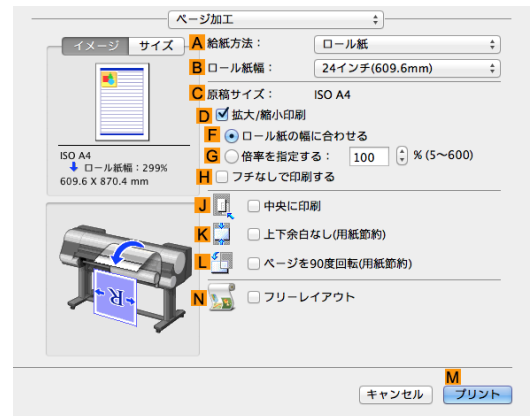 ページ加工
イメージ サイズ
A 給紙方法： ロール紙
B ロール紙幅： 24インチ(609.6mm)
C 原稿サイズ： ISO A4
D 拡大/縮小印刷
F ロール紙の幅に合わせる
G 倍率を指定する： 100 % (5〜600)
H フチなしで印刷する
ISO A4
ロール紙幅：299%
609.6 X 870.4 mm
J 中央に印刷
K 上下余白なし(用紙節約)
L ページを90度回転(用紙節約)
R
N フリーレイアウト
M
キャンセル プリント